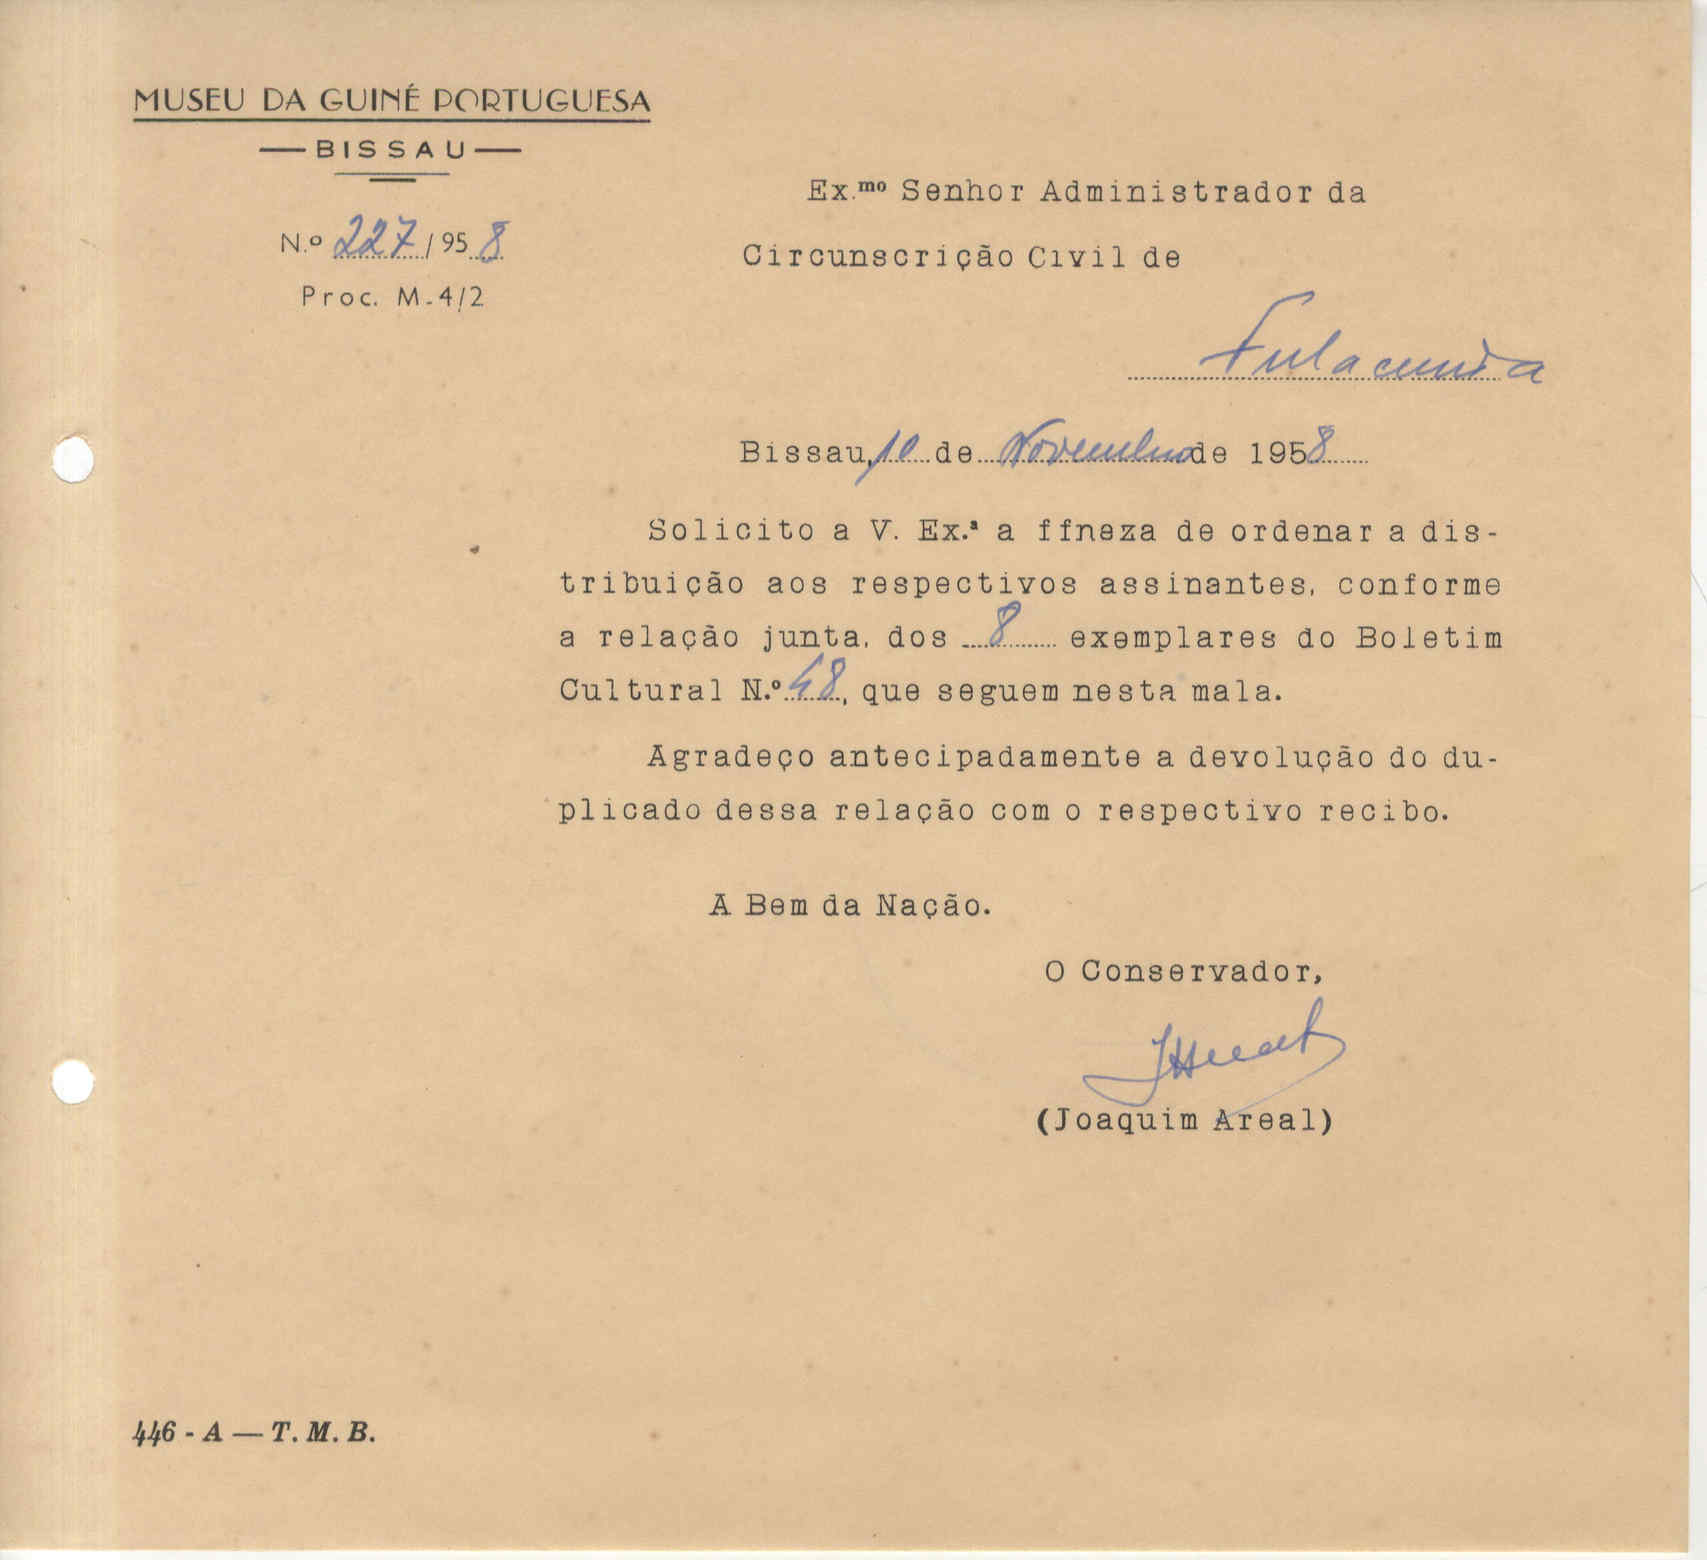 MUSEU DA GUINÉ PORTUGUESA
— BISSAU —
N.º 227/958
Proc. M-4/2
Ex.mo Senhor Administrador da
Circunscrição Civil de
Fulacunda
Bissau, 10 de Novembro de 1958
Solicito a V. Ex.ª a ffneza de ordenar a dis-
tribuição aos respectivos assinantes, conforme
a relação junta, dos 8 exemplares do Boletim
Cultural N.º 48, que seguem nesta mala.
Agradeço antecipadamente a devolução do du-
plicado dessa relação com o respectivo recibo.
A Bem da Nação.
O Conservador,
(Joaquim Areal)
446 - A — T. M. B.